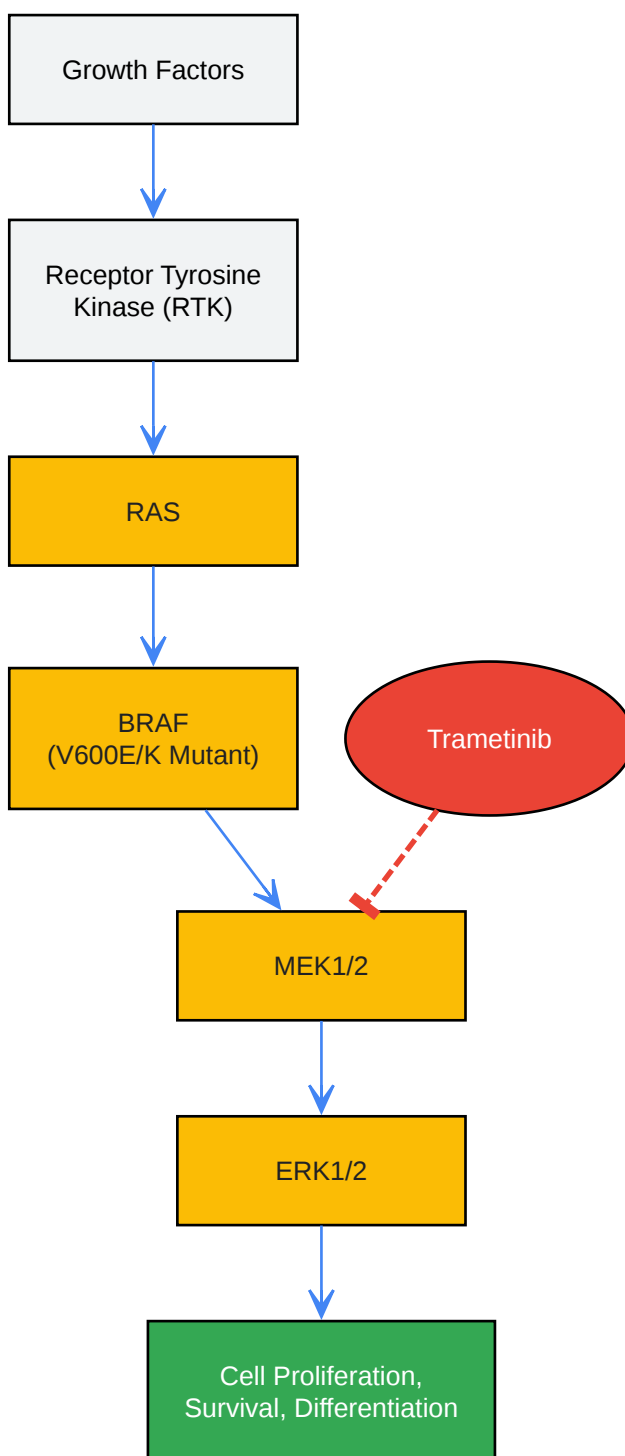 Growth Factors
Receptor Tyrosine
Kinase (RTK)
RAS
BRAF
(V600E/K Mutant)
Trametinib
MEK1/2
ERK1/2
Cell Proliferation,
Survival, Differentiation